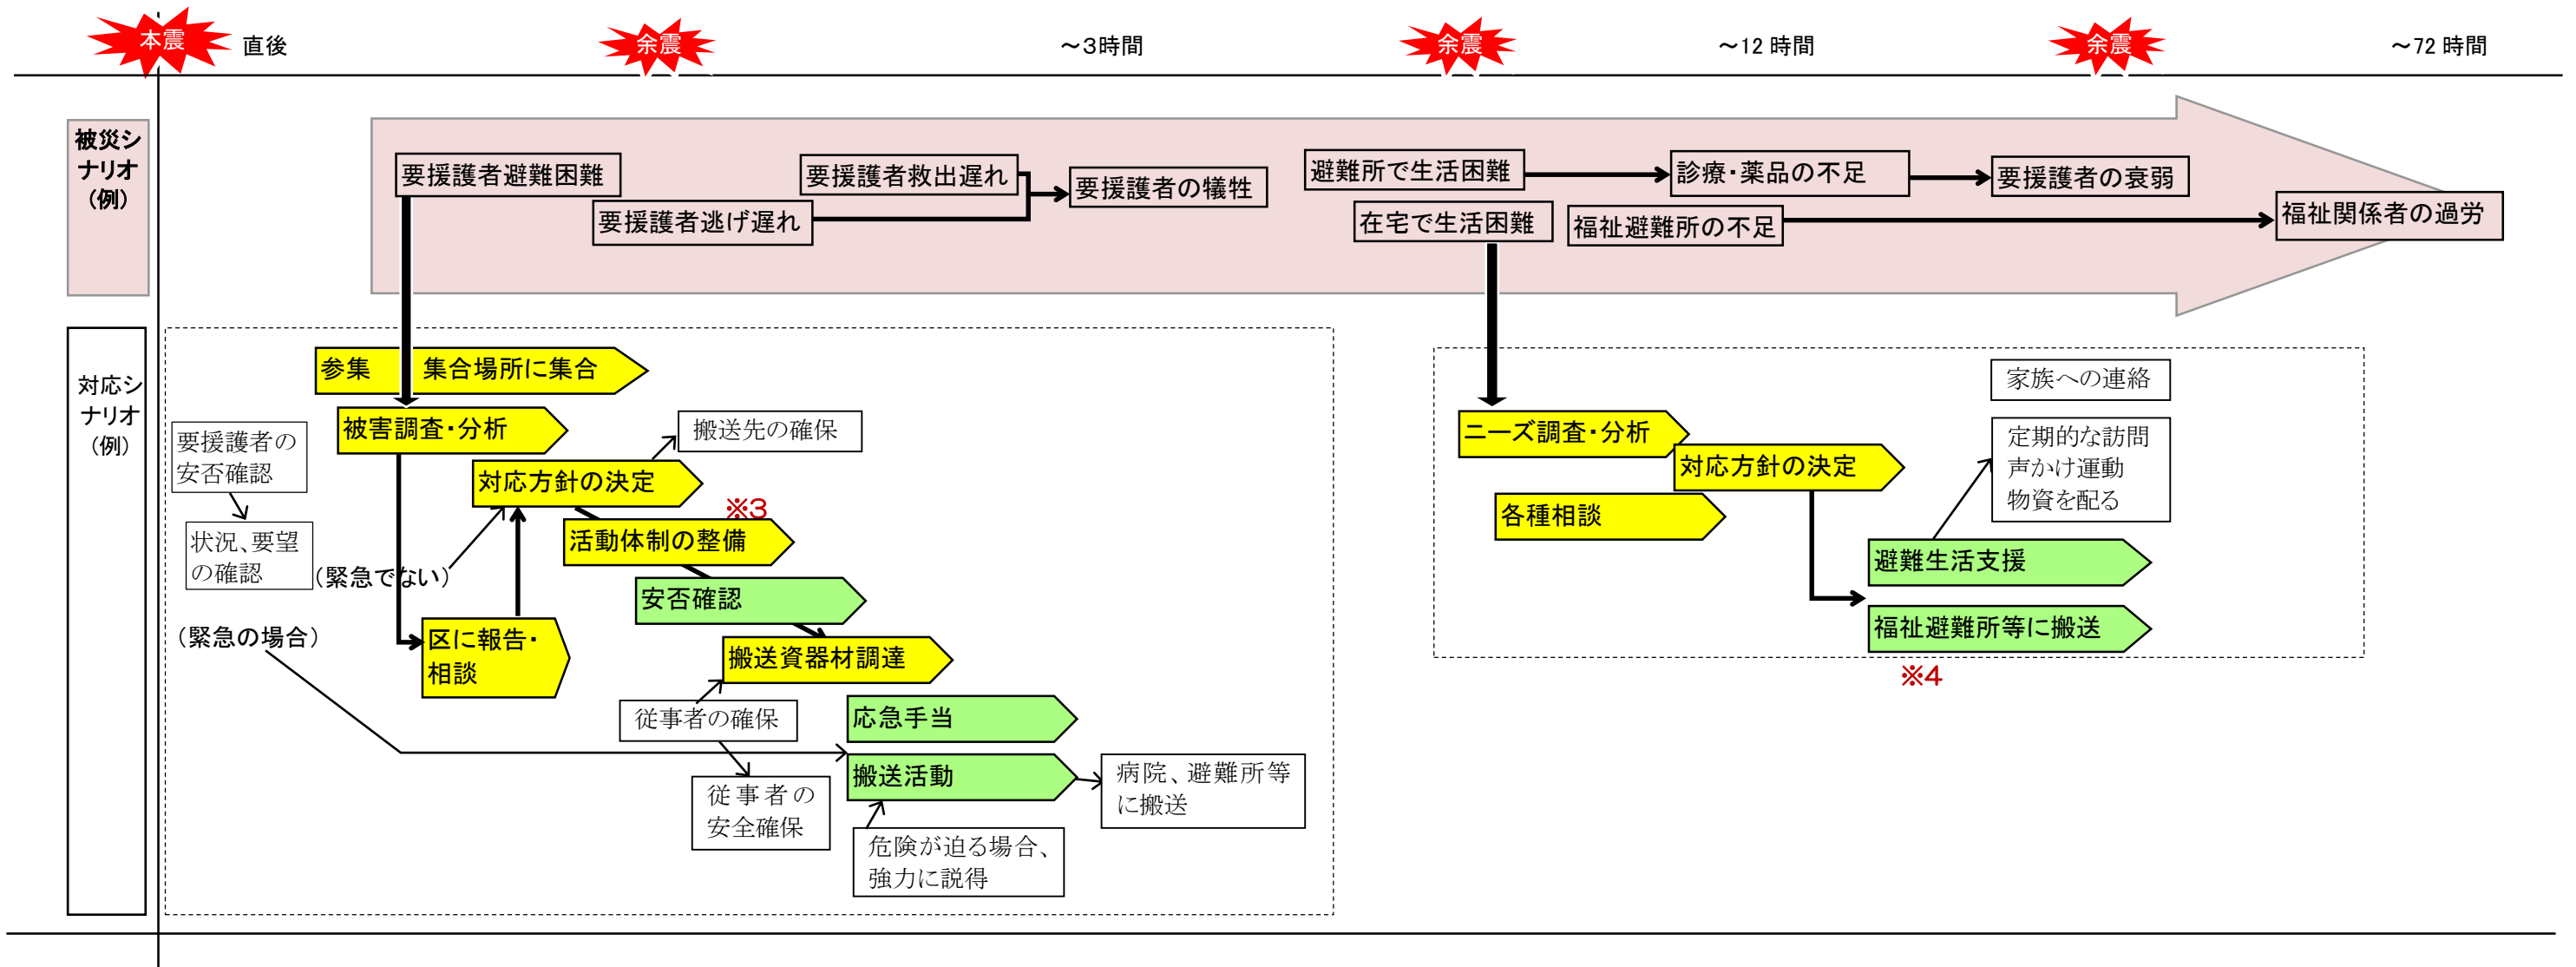 本震
直後
余震
～3時間
余震
～12 時間
余震
～72 時間
被災シ
ナリオ
（例）
要援護者避難困難
要援護者逃げ遅れ
要援護者救出遅れ
要援護者の犠牲
避難所で生活困難
在宅で生活困難
診療・薬品の不足
福祉避難所の不足
要援護者の衰弱
福祉関係者の過労
対応シ
ナリオ
（例）
参集 集合場所に集合
被害調査・分析
要援護者の
安否確認
状況、要望
の確認
（緊急でない）
（緊急の場合）
区に報告・
相談
搬送先の確保
対応方針の決定
※3
活動体制の整備
安否確認
搬送資器材調達
従事者の確保
従事者の
安全確保
応急手当
搬送活動
危険が迫る場合、
強力に説得
病院、避難所等
に搬送
ニーズ調査・分析
対応方針の決定
各種相談
家族への連絡
定期的な訪問
声かけ運動
物資を配る
避難生活支援
福祉避難所等に搬送
※4